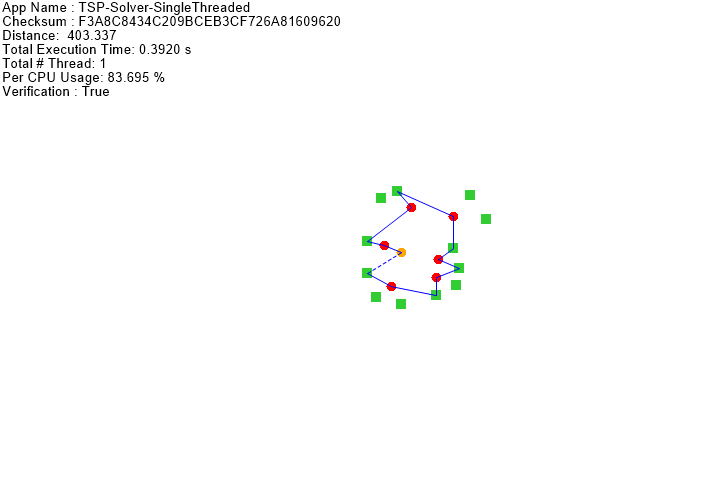 App Name : TSP-Solver-SingleThreaded
Checksum : F3A8C8434C209BCEB3CF726A81609620
Distance:  403.337
Total Execution Time: 0.3920 s
Total # Thread: 1
Per CPU Usage: 83.695 %
Verification : True